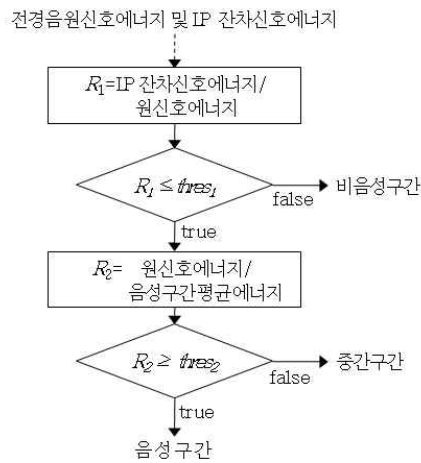 전경음원신호에너지 및 IP 잔차신호에너지
R₁=IP 잔차신호에너지/
원신호에너지
R₁ ≤ thres₁
false
비음성구간
true
R₂= 원신호에너지/
음성구간평균에너지
R₂ ≥ thres₂
false
중간구간
true
음성구간